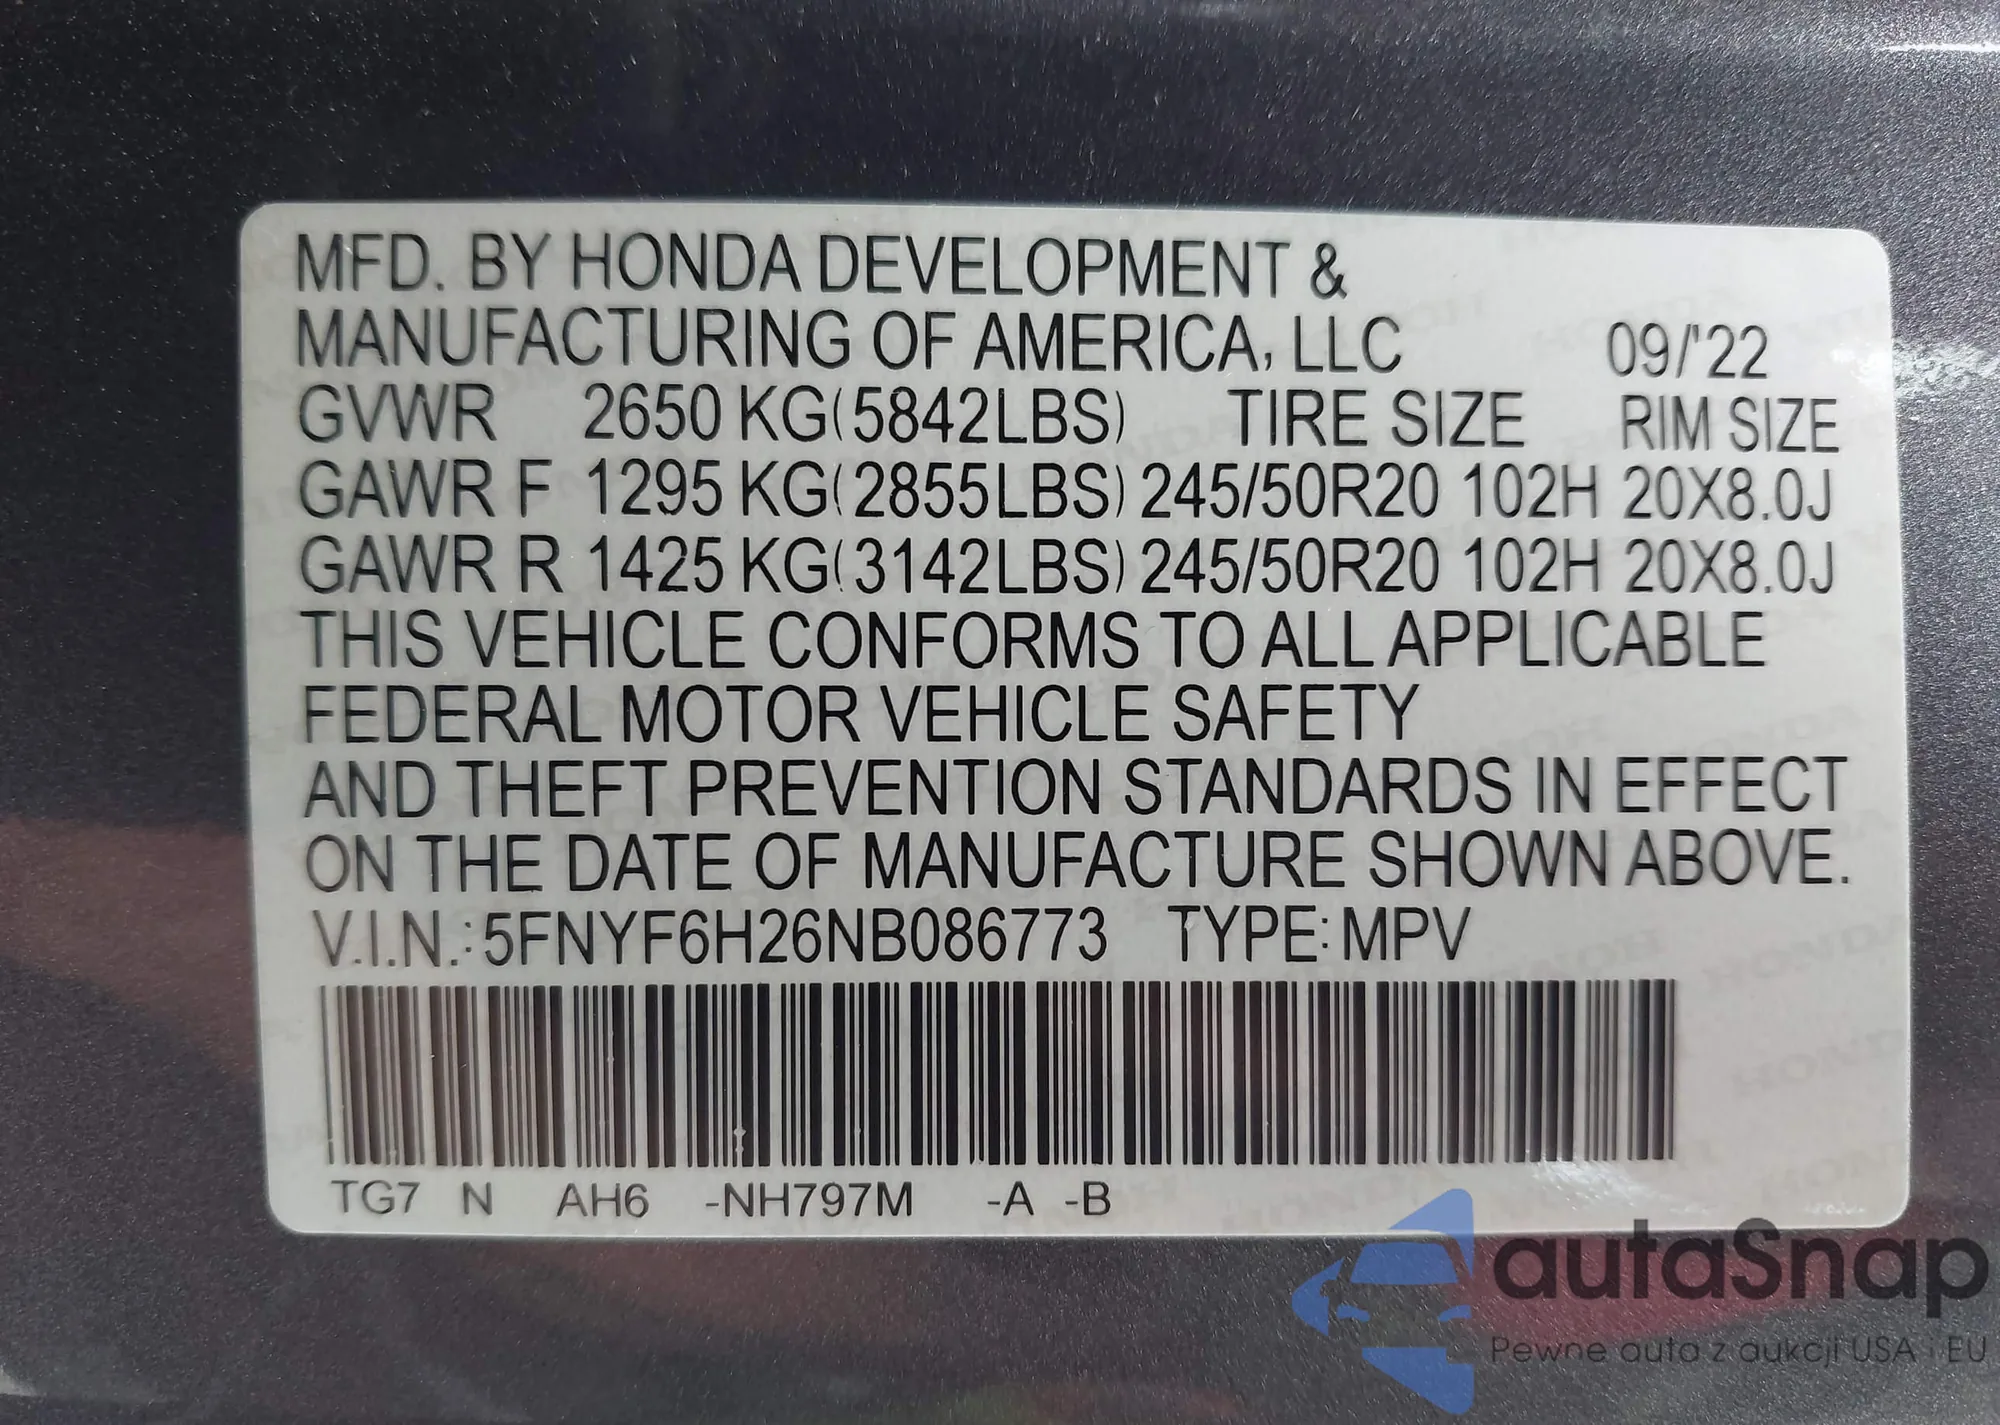 MFD. BY HONDA DEVELOPMENT &
MANUFACTURING OF AMERICA, LLC 09/'22
GVWR 2650 KG(5842LBS) TIRE SIZE RIM SIZE
GAWR F 1295 KG(2855LBS) 245/50R20 102H 20X8.0J
GAWR R 1425 KG(3142LBS) 245/50R20 102H 20X8.0J
THIS VEHICLE CONFORMS TO ALL APPLICABLE
FEDERAL MOTOR VEHICLE SAFETY
AND THEFT PREVENTION STANDARDS IN EFFECT
ON THE DATE OF MANUFACTURE SHOWN ABOVE.
V.I.N.:5FNYF6H26NB086773 TYPE:MPV
TG7 N AH6 -NH797M -A -B
autaSnap
Pewne auta z aukcji USA i EU